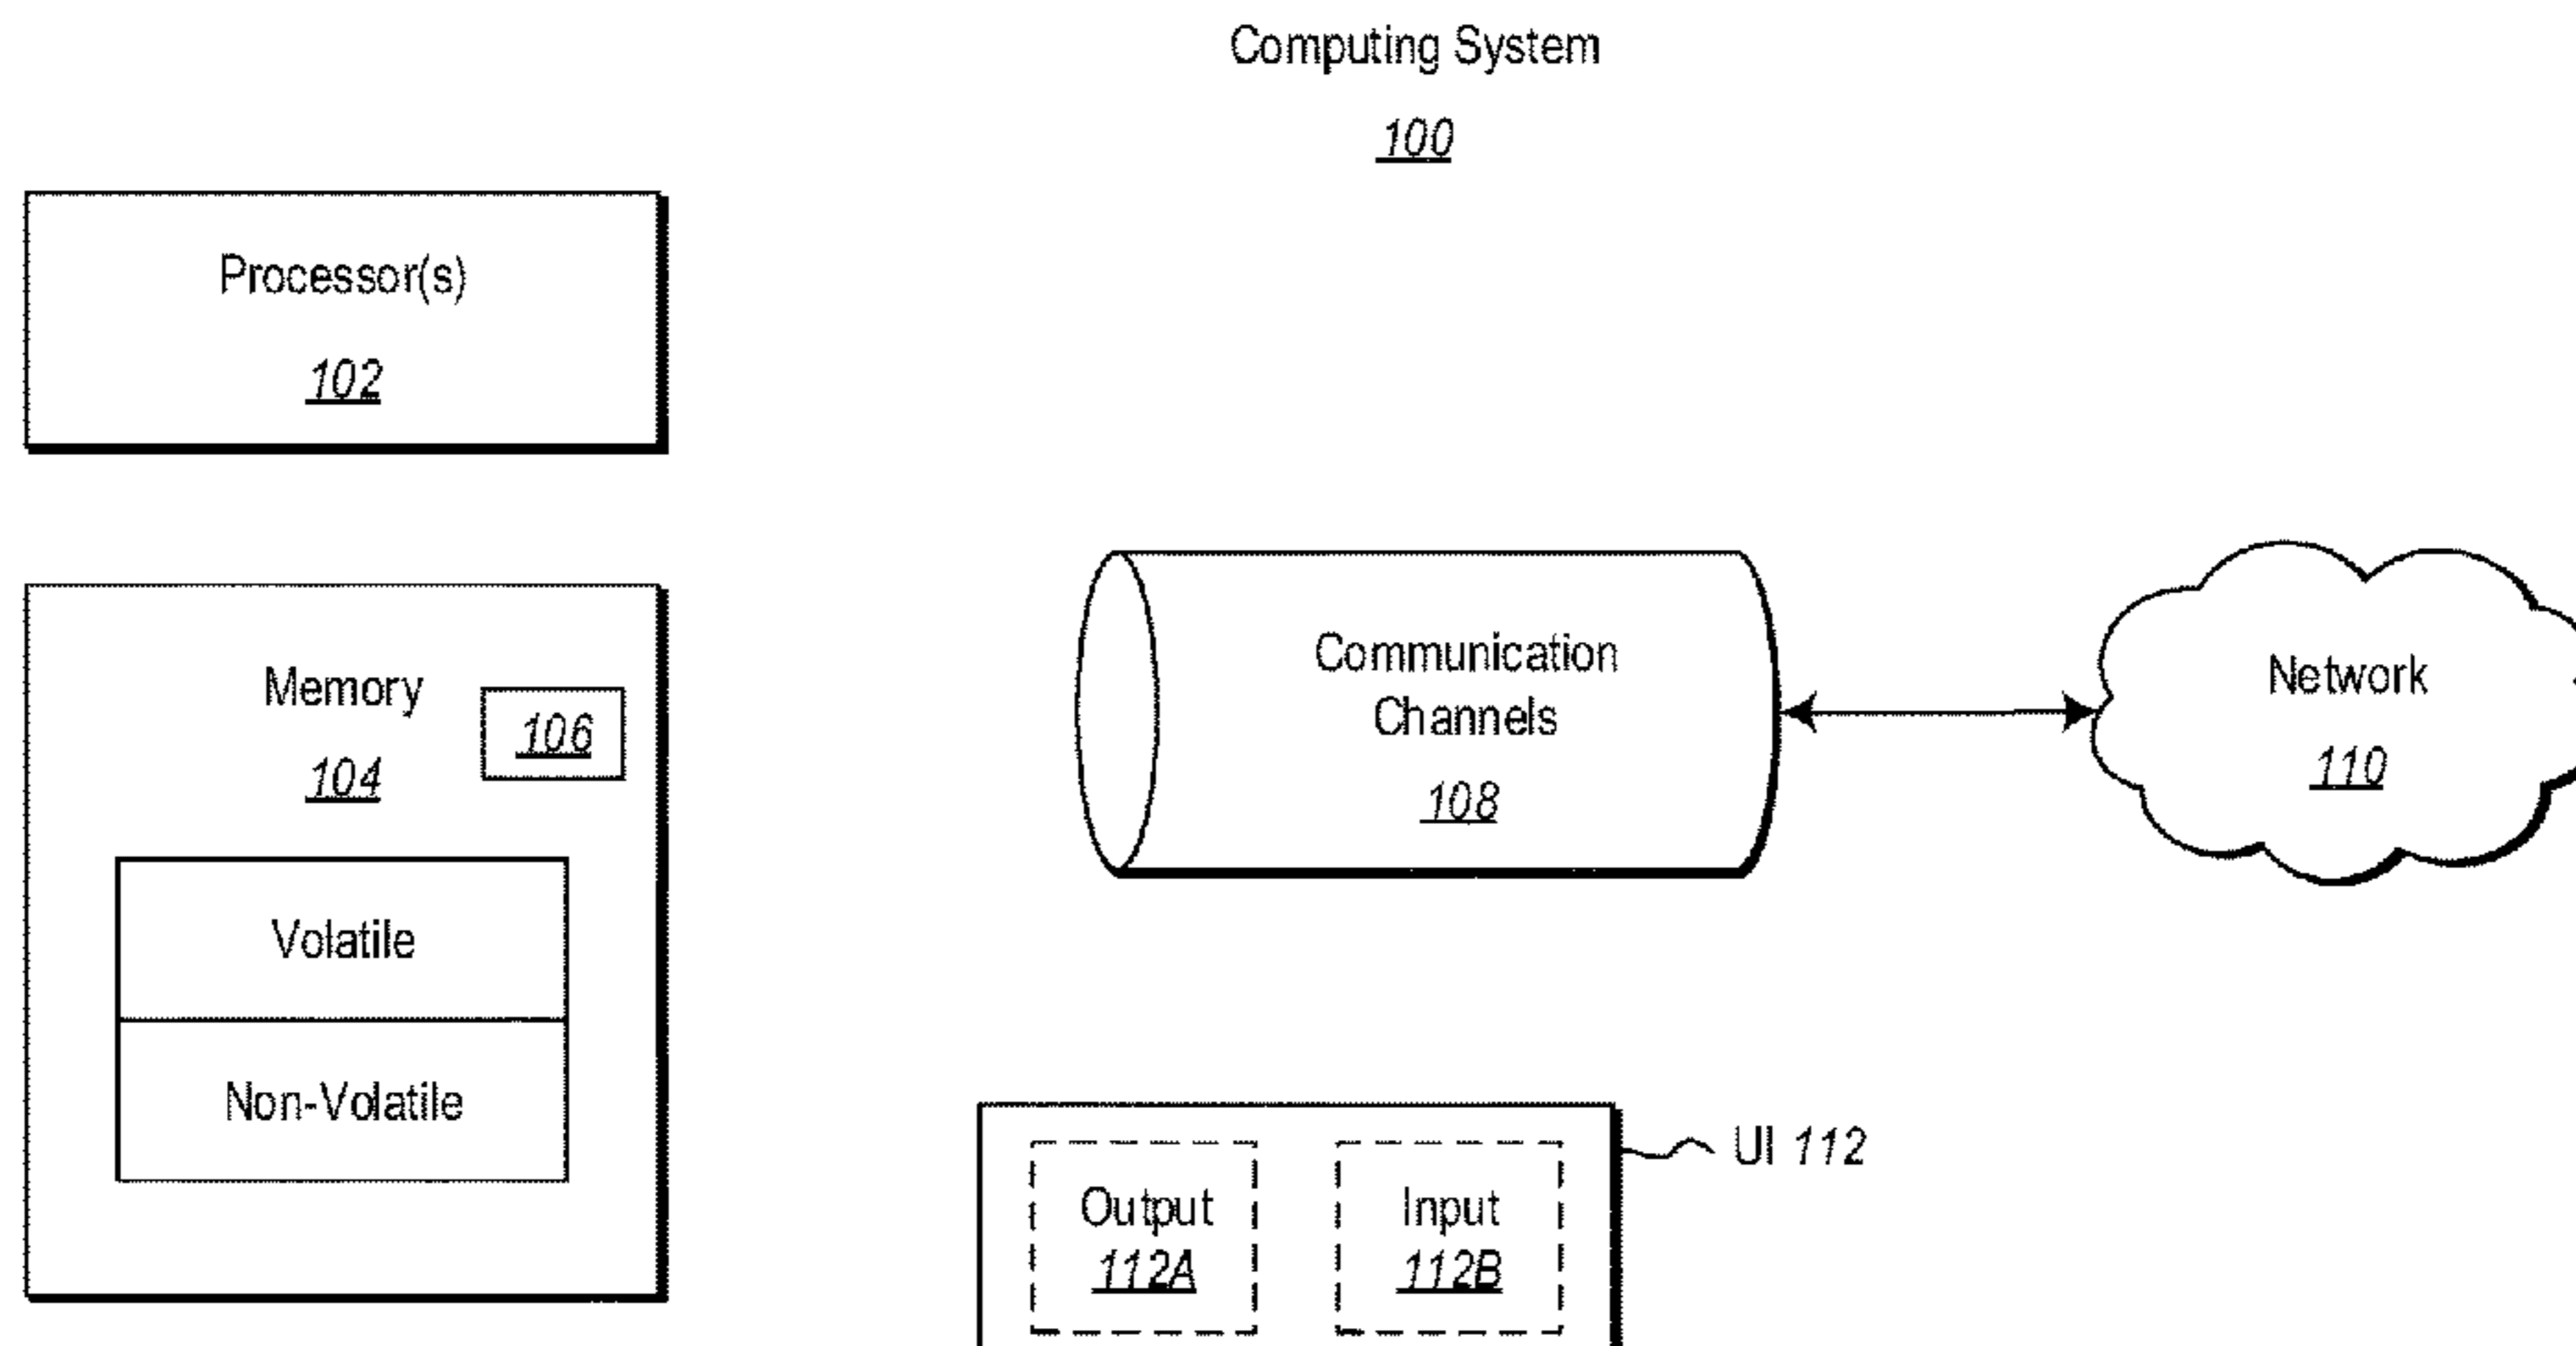 Computing System
100
Processor(s)
102
Memory
104
106
Volatile
Non-Volatile
Communication
Channels
108
Network
110
UI 112
Output
112A
Input
112B